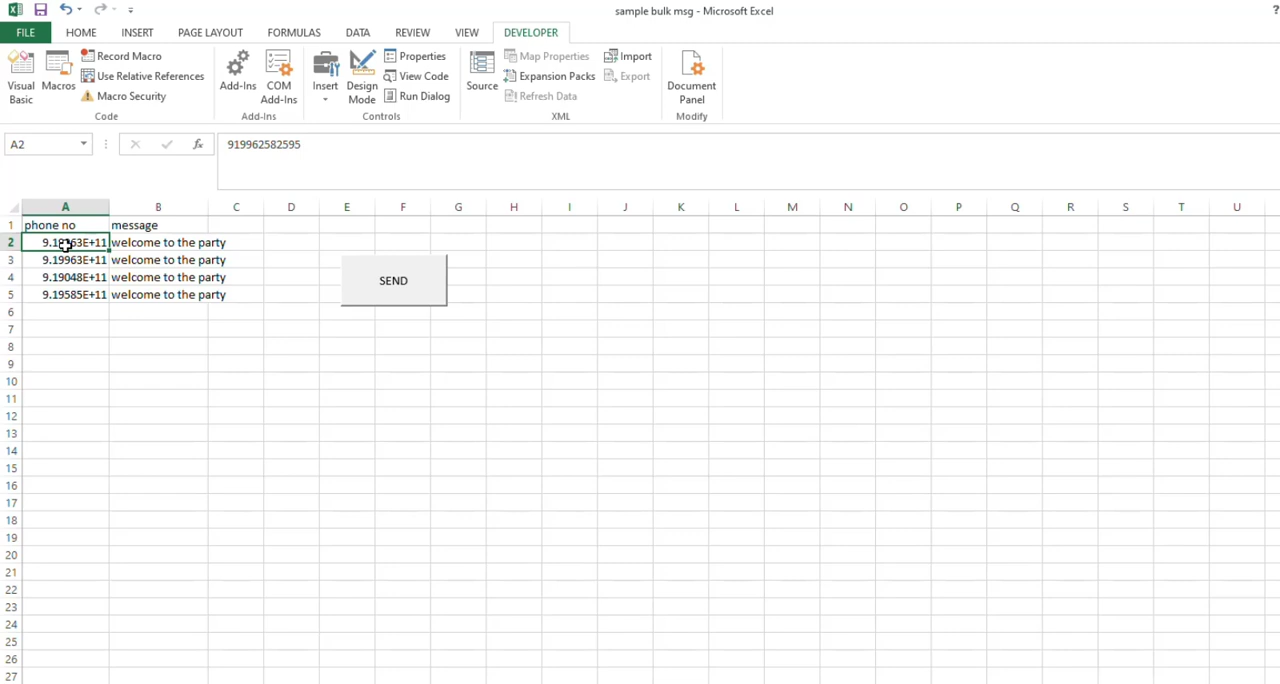 sample bulk msg - Microsoft Excel
?
FILE HOME INSERT PAGE LAYOUT FORMULAS DATA REVIEW VIEW DEVELOPER
Visual Basic
Macros
Record Macro
Use Relative References
Macro Security
Code
Add-Ins
COM Add-Ins
Add-Ins
Insert
Design Mode
Properties
View Code
Run Dialog
Controls
Source
Map Properties
Expansion Packs
Refresh Data
Import
Export
XML
Document Panel
Modify
A2 fx 919962582595
A B C D E F G H I J K L M N O P Q R S T U
1 phone no message
2 welcome to the party
3 9.19963E+11 welcome to the party
4 9.19048E+11 welcome to the party
5 9.19585E+11 welcome to the party
SEND
6
7
8
9
10
11
12
13
14
15
16
17
18
19
20
21
22
23
24
25
26
27